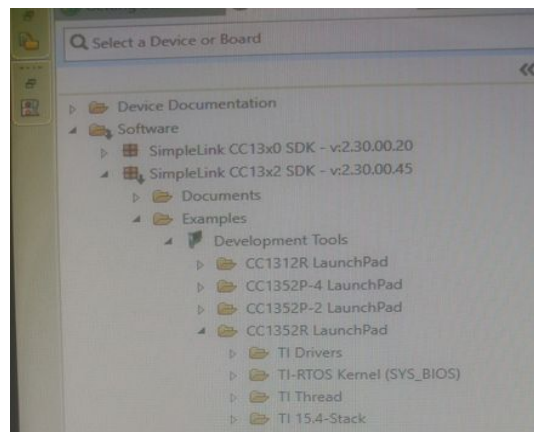 Select a Device or Board
Device Documentation
Software
SimpleLink CC13x0 SDK - v:2.30.00.20
SimpleLink CC13x2 SDK - v:2.30.00.45
Documents
Examples
Development Tools
CC1312R LaunchPad
CC1352P-4 LaunchPad
CC1352P-2 LaunchPad
CC1352R LaunchPad
TI Drivers
TI-RTOS Kernel (SYS_BIOS)
TI Thread
TI 15.4-Stack